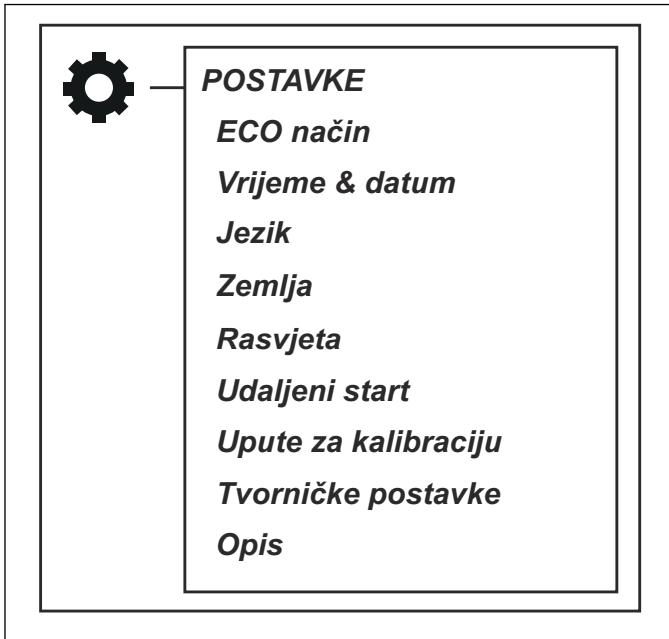 POSTAVKE
ECO način
Vrijeme & datum
Jezik
Zemlja
Rasvjeta
Udaljeni start
Upute za kalibraciju
Tvorničke postavke
Opis